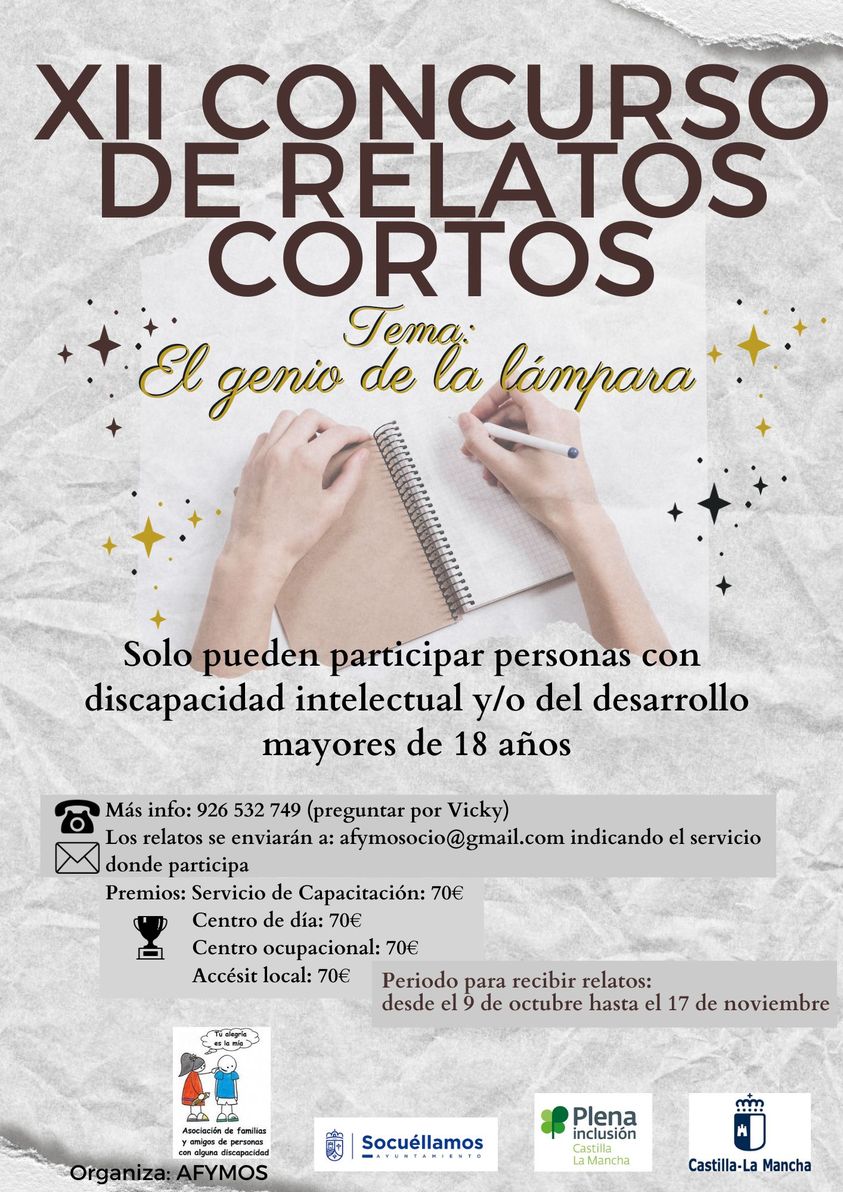 XII CONCURSO
DE RELATOS
CORTOS
Tema:
El genio de la lámpara
Solo pueden participar personas con
discapacidad intelectual y/o del desarrollo
mayores de 18 años
Más info: 926 532 749 (preguntar por Vicky)
Los relatos se enviarán a: afymosocio@gmail.com indicando el servicio
donde participa
Premios: Servicio de Capacitación: 70€
Centro de día: 70€
Centro ocupacional: 70€
Accésit local: 70€
Periodo para recibir relatos:
desde el 9 de octubre hasta el 17 de noviembre
Tu alegría
es la mía
Asociación de familias
y amigos de personas
con alguna discapacidad
Organiza: AFYMOS
Socuéllamos
AYUNTAMIENTO
Plena
inclusión
Castilla
La Mancha
Castilla-La Mancha